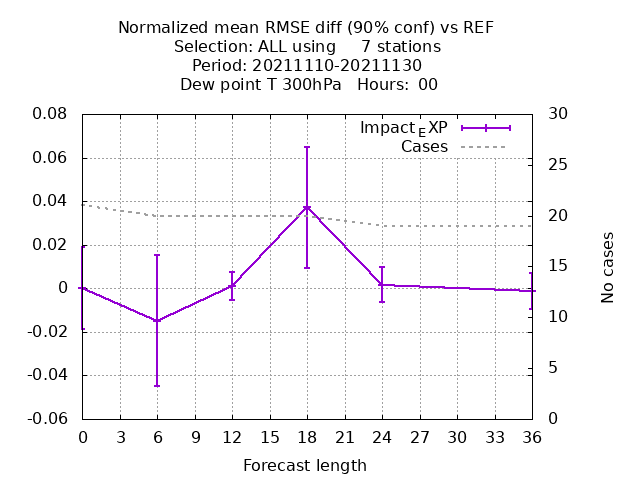 Normalized mean RMSE diff (90% conf) vs REF
Selection: ALL using 7 stations
Period: 20211110-20211130
Dew point T 300hPa Hours: 00
Impact_EXP
Cases
0.08
0.06
0.04
0.02
0
-0.02
-0.04
-0.06
30
25
20
15
10
5
0
No cases
0 3 6 9 12 15 18 21 24 27 30 33 36
Forecast length